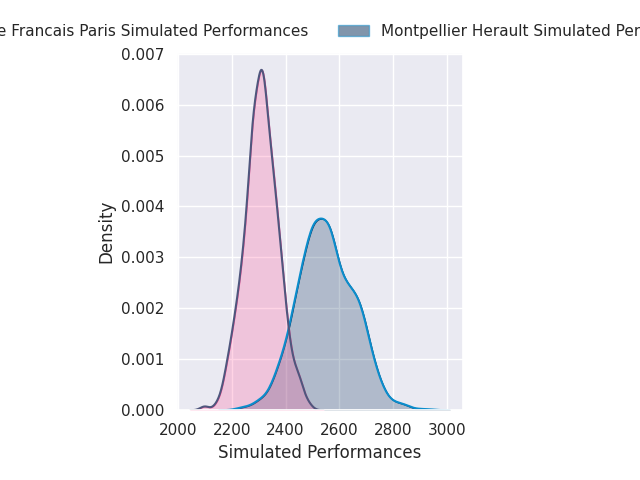 e Francais Paris Simulated Performances Montpellier Herault Simulated Per
0.007
0.006
0.005
0.004
0.003
0.002
0.001
0.000
Density
2000 2200 2400 2600 2800 3000
Simulated Performances